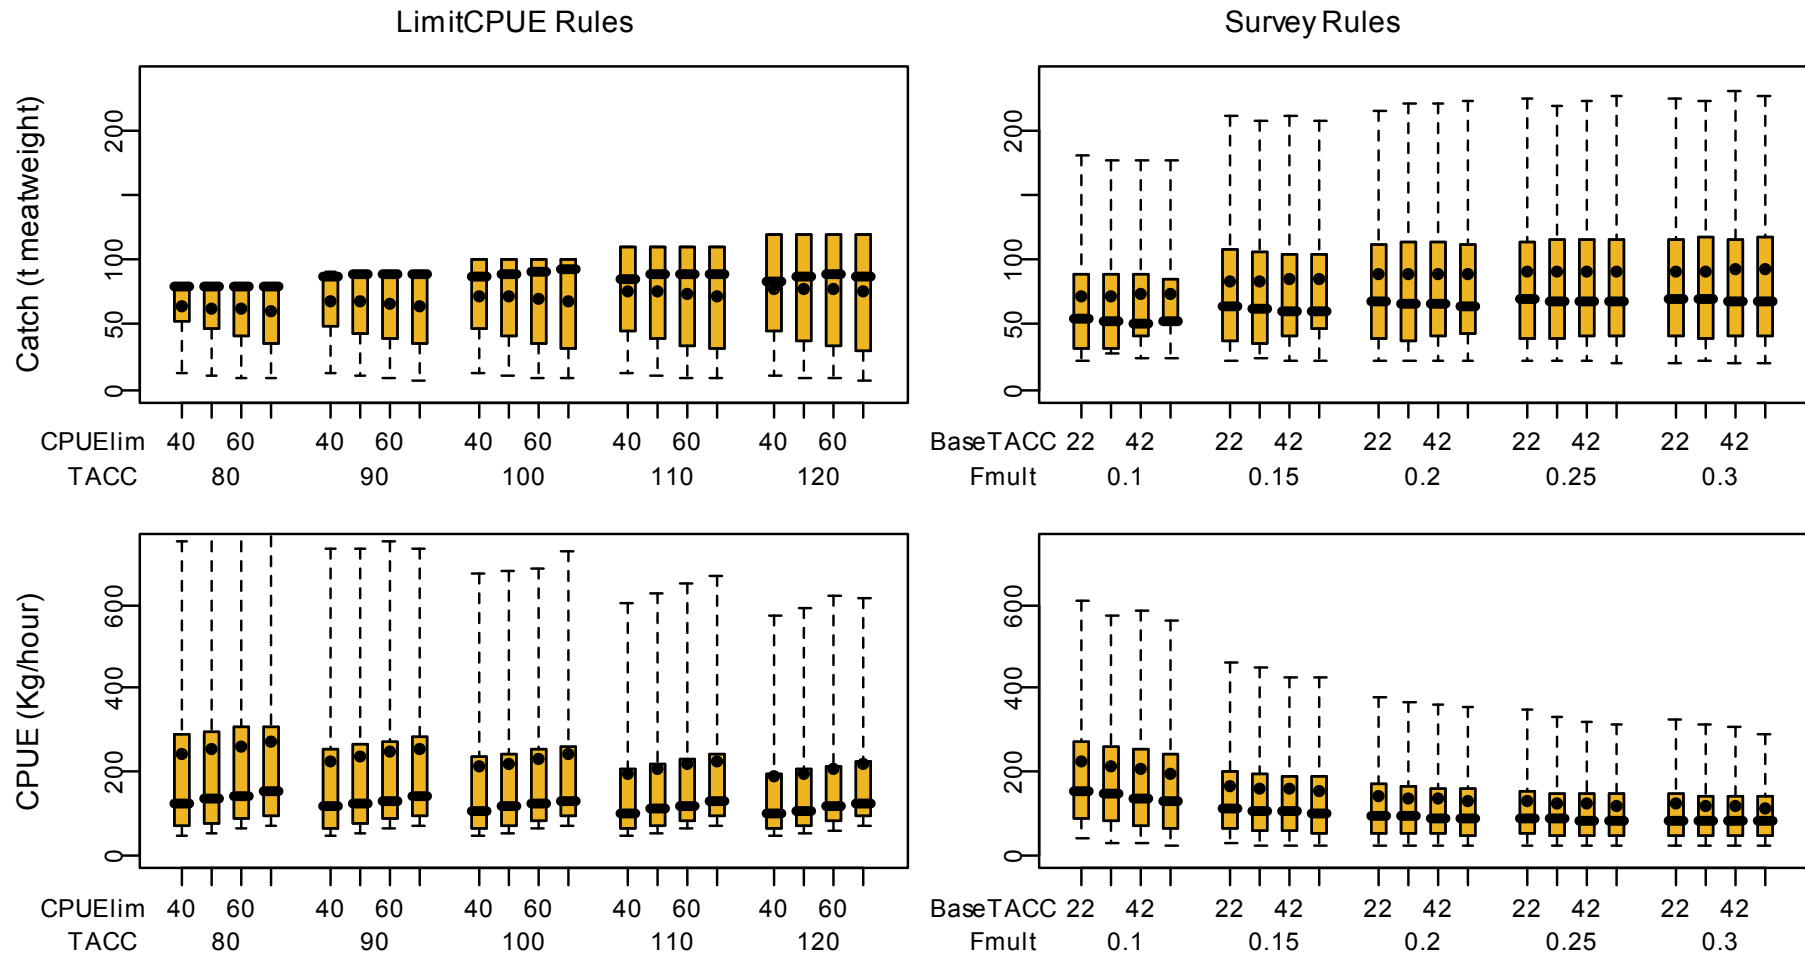 LimitCPUE Rules
Survey Rules
Catch (t meatweight)
200
100
50
0
CPUElim 40 60 40 60 40 60 40 60 40 60
TACC 80 90 100 110 120
200
100
50
0
BaseTACC 22 42 22 42 22 42 22 42 22 42
Fmult 0.1 0.15 0.2 0.25 0.3
CPUE (Kg/hour)
600
400
200
0
CPUElim 40 60 40 60 40 60 40 60 40 60
TACC 80 90 100 110 120
600
400
200
0
BaseTACC 22 42 22 42 22 42 22 42 22 42
Fmult 0.1 0.15 0.2 0.25 0.3